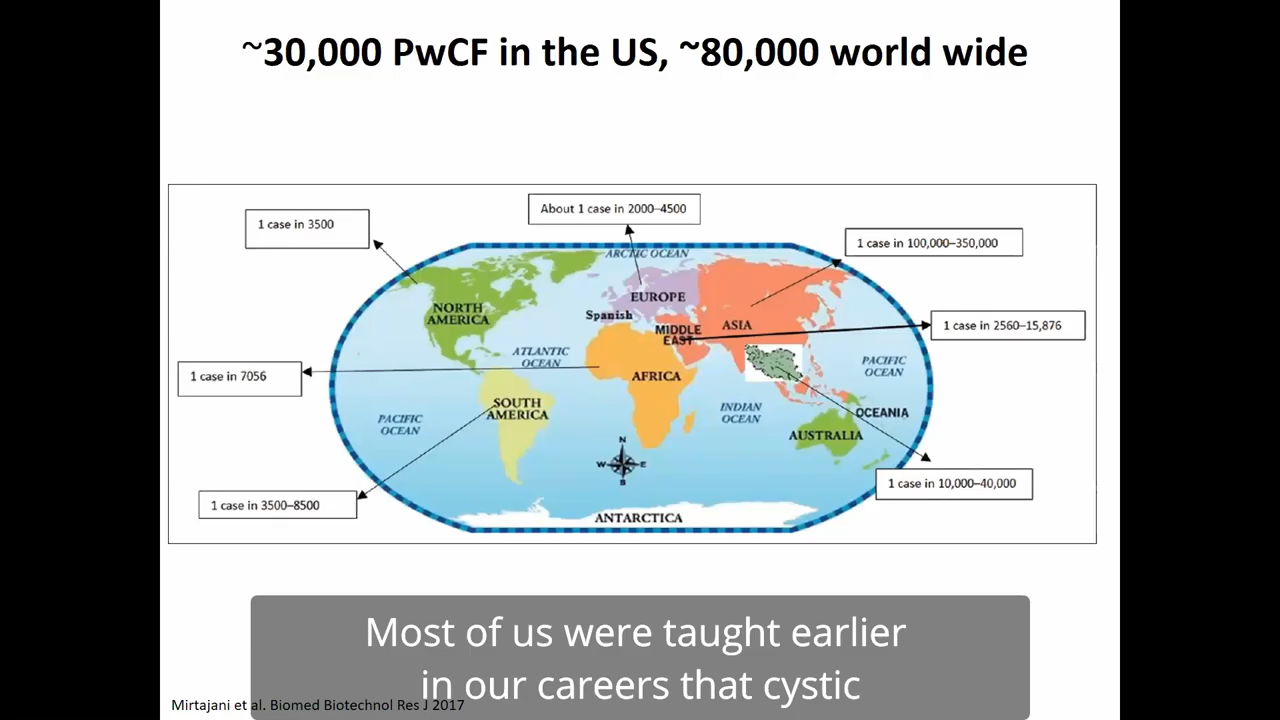 ~30,000 PwCF in the US, ~80,000 world wide
About 1 case in 2000–4500
1 case in 3500
1 case in 100,000–350,000
ARCTIC OCEAN
EUROPE
NORTH
AMERICA
Spanish
MIDDLE
EAST
ASIA
1 case in 2560–15,876
ATLANTIC
OCEAN
PACIFIC
OCEAN
1 case in 7056
AFRICA
SOUTH
AMERICA
INDIAN
OCEAN
OCEANIA
PACIFIC
OCEAN
AUSTRALIA
N
W
E
S
1 case in 10,000–40,000
1 case in 3500–8500
ANTARCTICA
Most of us were taught earlier
in our careers that cystic
Mirtajani et al. Biomed Biotechnol Res J 2017